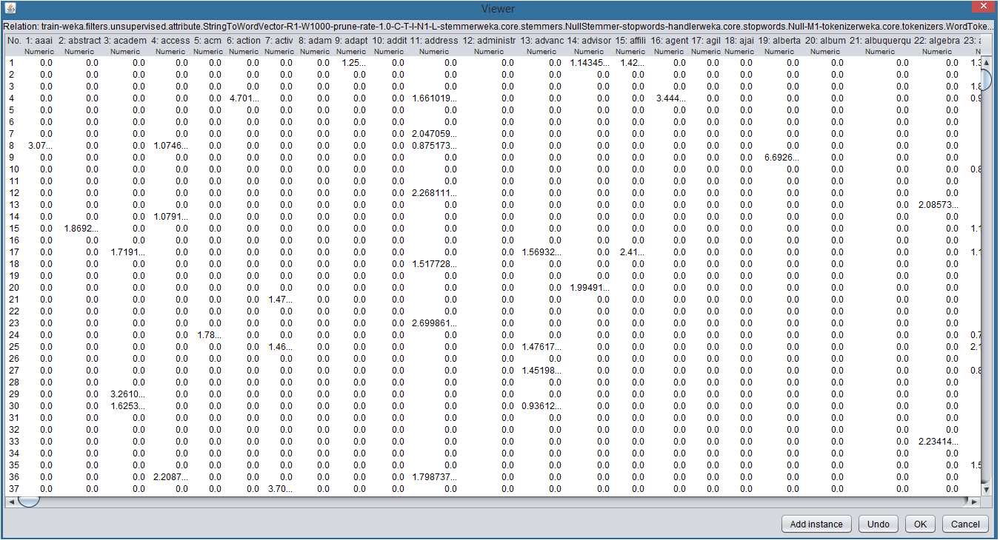 Viewer
Relation: train-weka.filters.unsupervised.attribute.StringToWordVector-R1-W1000-prune-rate-1.0-C-T-I-N1-L-stemmerweka.core.stemmers.NullStemmer-stopwords-handlerweka.core.stopwords.Null-M1-tokenizerweka.core.tokenizers.WordToke...
No. 1: aaai 2: abstract 3: academ 4: access 5: acm 6: action 7: activ 8: adam 9: adapt 10: addit 11: address 12: administr 13: advanc 14: advisor 15: affili 16: agent 17: agil 18: ajai 19: alberta 20: album 21: albuquerqu 22: algebra 23: a
Numeric Numeric Numeric Numeric Numeric Numeric Numeric Numeric Numeric Numeric Numeric Numeric Numeric Numeric Numeric Numeric Numeric Numeric Numeric Numeric Numeric Numeric N
1 0.0 0.0 0.0 0.0 0.0 0.0 0.0 0.0 1.25... 0.0 0.0 0.0 0.0 1.14345... 1.42... 0.0 0.0 0.0 0.0 0.0 0.0 0.0 1.3
2 0.0 0.0 0.0 0.0 0.0 0.0 0.0 0.0 0.0 0.0 0.0 0.0 0.0 0.0 0.0 0.0 0.0 0.0 0.0 0.0 0.0 0.0
3 0.0 0.0 0.0 0.0 0.0 0.0 0.0 0.0 0.0 0.0 0.0 0.0 0.0 0.0 0.0 0.0 0.0 0.0 0.0 0.0 0.0 0.0 1.8
4 0.0 0.0 0.0 0.0 0.0 4.701... 0.0 0.0 0.0 0.0 1.661019... 0.0 0.0 0.0 0.0 3.444... 0.0 0.0 0.0 0.0 0.0 0.0 0.9
5 0.0 0.0 0.0 0.0 0.0 0.0 0.0 0.0 0.0 0.0 0.0 0.0 0.0 0.0 0.0 0.0 0.0 0.0 0.0 0.0 0.0 0.0
6 0.0 0.0 0.0 0.0 0.0 0.0 0.0 0.0 0.0 0.0 0.0 0.0 0.0 0.0 0.0 0.0 0.0 0.0 0.0 0.0 0.0 0.0
7 0.0 0.0 0.0 0.0 0.0 0.0 0.0 0.0 0.0 0.0 2.047059... 0.0 0.0 0.0 0.0 0.0 0.0 0.0 0.0 0.0 0.0 0.0
8 3.07... 0.0 0.0 1.0746... 0.0 0.0 0.0 0.0 0.0 0.0 0.875173... 0.0 0.0 0.0 0.0 0.0 0.0 0.0 0.0 0.0 0.0 0.0
9 0.0 0.0 0.0 0.0 0.0 0.0 0.0 0.0 0.0 0.0 0.0 0.0 0.0 0.0 0.0 0.0 0.0 0.0 6.6926... 0.0 0.0 0.0
10 0.0 0.0 0.0 0.0 0.0 0.0 0.0 0.0 0.0 0.0 0.0 0.0 0.0 0.0 0.0 0.0 0.0 0.0 0.0 0.0 0.0 0.0 0.8
11 0.0 0.0 0.0 0.0 0.0 0.0 0.0 0.0 0.0 0.0 0.0 0.0 0.0 0.0 0.0 0.0 0.0 0.0 0.0 0.0 0.0 0.0
12 0.0 0.0 0.0 0.0 0.0 0.0 0.0 0.0 0.0 0.0 2.268111... 0.0 0.0 0.0 0.0 0.0 0.0 0.0 0.0 0.0 0.0 0.0
13 0.0 0.0 0.0 0.0 0.0 0.0 0.0 0.0 0.0 0.0 0.0 0.0 0.0 0.0 0.0 0.0 0.0 0.0 0.0 0.0 0.0 2.08573...
14 0.0 0.0 0.0 1.0791... 0.0 0.0 0.0 0.0 0.0 0.0 0.0 0.0 0.0 0.0 0.0 0.0 0.0 0.0 0.0 0.0 0.0 0.0
15 0.0 1.8692... 0.0 0.0 0.0 0.0 0.0 0.0 0.0 0.0 0.0 0.0 0.0 0.0 0.0 0.0 0.0 0.0 0.0 0.0 0.0 0.0 1.1
16 0.0 0.0 0.0 0.0 0.0 0.0 0.0 0.0 0.0 0.0 0.0 0.0 0.0 0.0 0.0 0.0 0.0 0.0 0.0 0.0 0.0 0.0
17 0.0 0.0 1.7191... 0.0 0.0 0.0 0.0 0.0 0.0 0.0 0.0 0.0 1.56932... 0.0 2.41... 0.0 0.0 0.0 0.0 0.0 0.0 0.0 1.1
18 0.0 0.0 0.0 0.0 0.0 0.0 0.0 0.0 0.0 0.0 1.517728... 0.0 0.0 0.0 0.0 0.0 0.0 0.0 0.0 0.0 0.0 0.0
19 0.0 0.0 0.0 0.0 0.0 0.0 0.0 0.0 0.0 0.0 0.0 0.0 0.0 0.0 0.0 0.0 0.0 0.0 0.0 0.0 0.0 0.0
20 0.0 0.0 0.0 0.0 0.0 0.0 0.0 0.0 0.0 0.0 0.0 0.0 0.0 1.99491... 0.0 0.0 0.0 0.0 0.0 0.0 0.0 0.0
21 0.0 0.0 0.0 0.0 0.0 0.0 1.47... 0.0 0.0 0.0 0.0 0.0 0.0 0.0 0.0 0.0 0.0 0.0 0.0 0.0 0.0 0.0
22 0.0 0.0 0.0 0.0 0.0 0.0 0.0 0.0 0.0 0.0 0.0 0.0 0.0 0.0 0.0 0.0 0.0 0.0 0.0 0.0 0.0 0.0
23 0.0 0.0 0.0 0.0 0.0 0.0 0.0 0.0 0.0 0.0 2.699861... 0.0 0.0 0.0 0.0 0.0 0.0 0.0 0.0 0.0 0.0 0.0
24 0.0 0.0 0.0 0.0 1.78... 0.0 0.0 0.0 0.0 0.0 0.0 0.0 0.0 0.0 0.0 0.0 0.0 0.0 0.0 0.0 0.0 0.0 0.7
25 0.0 0.0 0.0 0.0 0.0 0.0 1.46... 0.0 0.0 0.0 0.0 0.0 1.47617... 0.0 0.0 0.0 0.0 0.0 0.0 0.0 0.0 0.0 2.1
26 0.0 0.0 0.0 0.0 0.0 0.0 0.0 0.0 0.0 0.0 0.0 0.0 0.0 0.0 0.0 0.0 0.0 0.0 0.0 0.0 0.0 0.0
27 0.0 0.0 0.0 0.0 0.0 0.0 0.0 0.0 0.0 0.0 0.0 0.0 1.45198... 0.0 0.0 0.0 0.0 0.0 0.0 0.0 0.0 0.0 0.8
28 0.0 0.0 0.0 0.0 0.0 0.0 0.0 0.0 0.0 0.0 0.0 0.0 0.0 0.0 0.0 0.0 0.0 0.0 0.0 0.0 0.0 0.0
29 0.0 0.0 3.2610... 0.0 0.0 0.0 0.0 0.0 0.0 0.0 0.0 0.0 0.0 0.0 0.0 0.0 0.0 0.0 0.0 0.0 0.0 0.0
30 0.0 0.0 1.6253... 0.0 0.0 0.0 0.0 0.0 0.0 0.0 0.0 0.0 0.93612... 0.0 0.0 0.0 0.0 0.0 0.0 0.0 0.0 0.0
31 0.0 0.0 0.0 0.0 0.0 0.0 0.0 0.0 0.0 0.0 0.0 0.0 0.0 0.0 0.0 0.0 0.0 0.0 0.0 0.0 0.0 0.0
32 0.0 0.0 0.0 0.0 0.0 0.0 0.0 0.0 0.0 0.0 0.0 0.0 0.0 0.0 0.0 0.0 0.0 0.0 0.0 0.0 0.0 0.0
33 0.0 0.0 0.0 0.0 0.0 0.0 0.0 0.0 0.0 0.0 0.0 0.0 0.0 0.0 0.0 0.0 0.0 0.0 0.0 0.0 0.0 2.23414...
34 0.0 0.0 0.0 0.0 0.0 0.0 0.0 0.0 0.0 0.0 0.0 0.0 0.0 0.0 0.0 0.0 0.0 0.0 0.0 0.0 0.0 0.0
35 0.0 0.0 0.0 0.0 0.0 0.0 0.0 0.0 0.0 0.0 0.0 0.0 0.0 0.0 0.0 0.0 0.0 0.0 0.0 0.0 0.0 0.0 1.5
36 0.0 0.0 0.0 2.2087... 0.0 0.0 0.0 0.0 0.0 0.0 1.798737... 0.0 0.0 0.0 0.0 0.0 0.0 0.0 0.0 0.0 0.0 0.0
37 0.0 0.0 0.0 0.0 0.0 0.0 3.70... 0.0 0.0 0.0 0.0 0.0 0.0 0.0 0.0 0.0 0.0 0.0 0.0 0.0 0.0 0.0
Add instance Undo OK Cancel